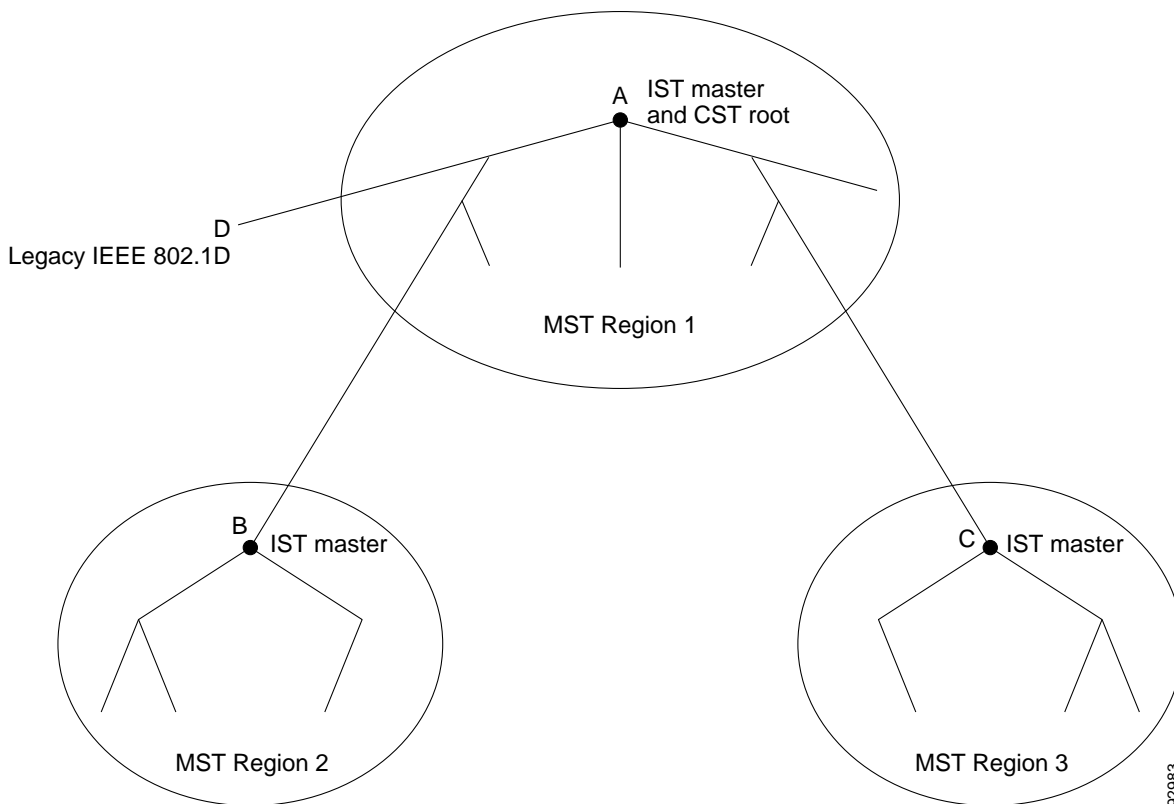 A
IST master
and CST root
D
Legacy IEEE 802.1D
MST Region 1
B
IST master
C
IST master
MST Region 2
MST Region 3